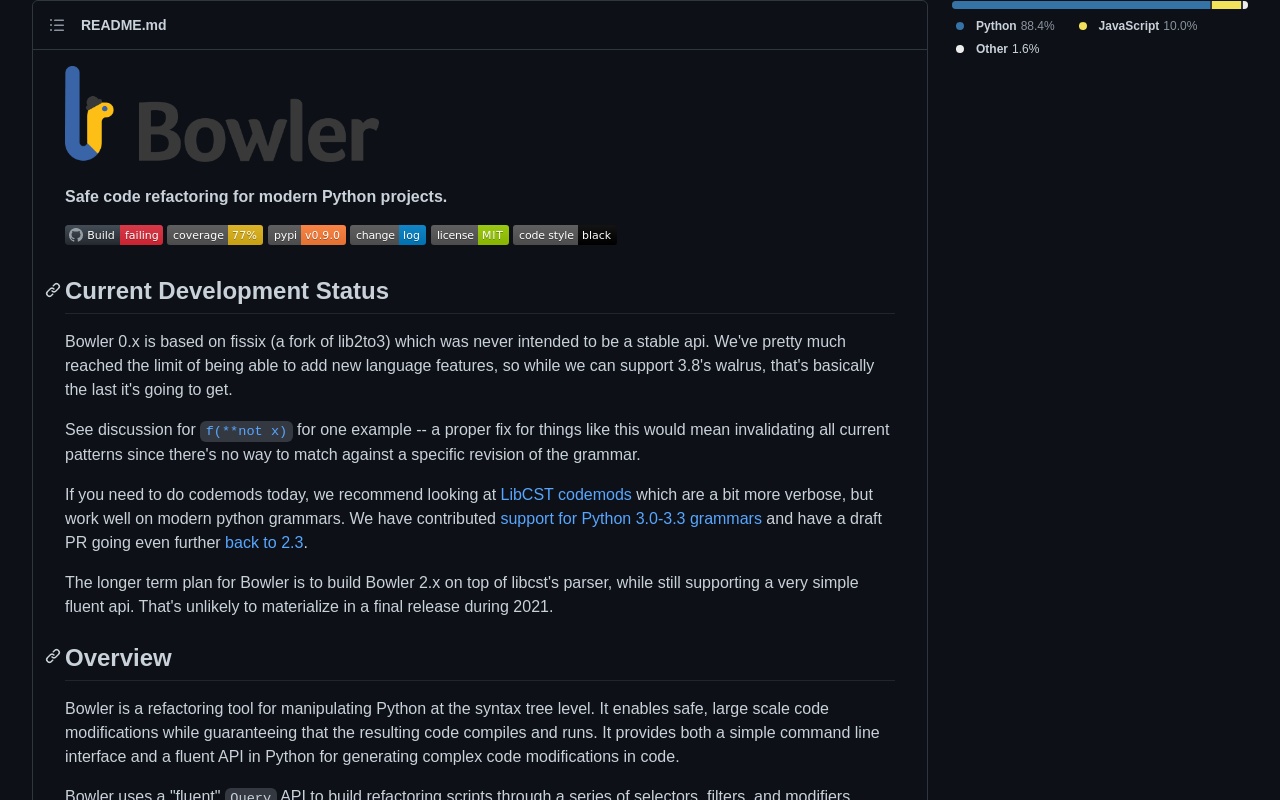 README.md
Python 88.4% JavaScript 10.0%
Other 1.6%
Bowler
Safe code refactoring for modern Python projects.
Build failing coverage 77% pypi v0.9.0 change log license MIT code style black
Current Development Status
Bowler 0.x is based on fissix (a fork of lib2to3) which was never intended to be a stable api. We've pretty much
reached the limit of being able to add new language features, so while we can support 3.8's walrus, that's basically
the last it's going to get.
See discussion for f(**not x) for one example -- a proper fix for things like this would mean invalidating all current
patterns since there's no way to match against a specific revision of the grammar.
If you need to do codemods today, we recommend looking at LibCST codemods which are a bit more verbose, but
work well on modern python grammars. We have contributed support for Python 3.0-3.3 grammars and have a draft
PR going even further back to 2.3.
The longer term plan for Bowler is to build Bowler 2.x on top of libcst's parser, while still supporting a very simple
fluent api. That's unlikely to materialize in a final release during 2021.
Overview
Bowler is a refactoring tool for manipulating Python at the syntax tree level. It enables safe, large scale code
modifications while guaranteeing that the resulting code compiles and runs. It provides both a simple command line
interface and a fluent API in Python for generating complex code modifications in code.
Bowler uses a "fluent" Query API to build refactoring scripts through a series of selectors, filters, and modifiers.